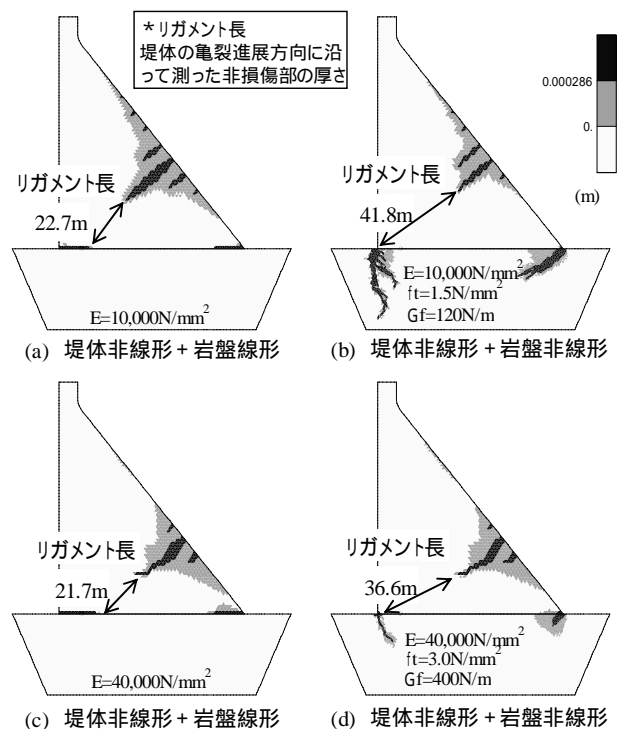 *リガメント長
堤体の亀裂進展方向に沿
って測った非損傷部の厚さ
0.000286
0.
(m)
リガメント長
22.7m
E=10,000N/mm²
(a) 堤体非線形+岩盤線形
リガメント長
41.8m
E=10,000N/mm²
ft=1.5N/mm²
Gf=120N/m
(b) 堤体非線形+岩盤非線形
リガメント長
21.7m
E=40,000N/mm²
(c) 堤体非線形+岩盤線形
リガメント長
36.6m
E=40,000N/mm²
ft=3.0N/mm²
Gf=400N/m
(d) 堤体非線形+岩盤非線形